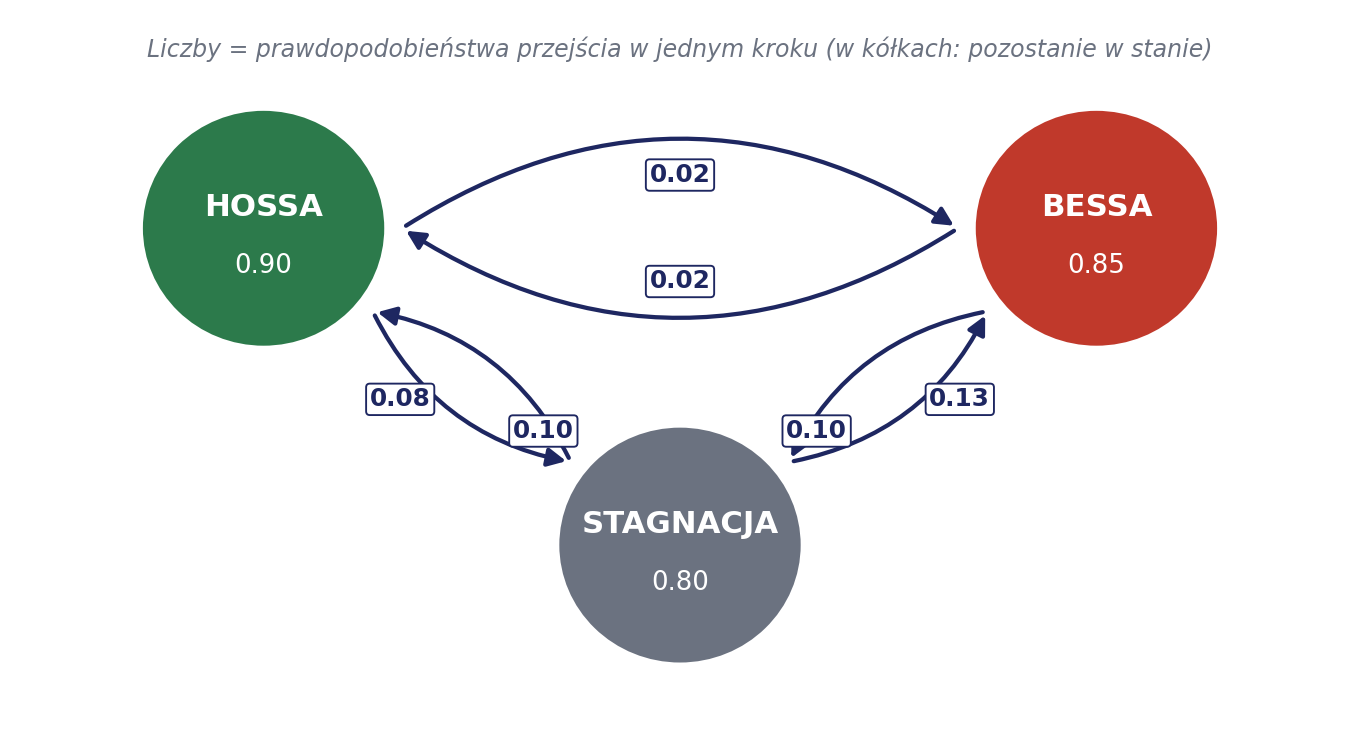 Liczby = prawdopodobieństwa przejścia w jednym kroku (w kółkach: pozostanie w stanie)
HOSSA
0.90
0.02
BESSA
0.85
0.02
0.08
0.10
0.10
0.13
STAGNACJA
0.80